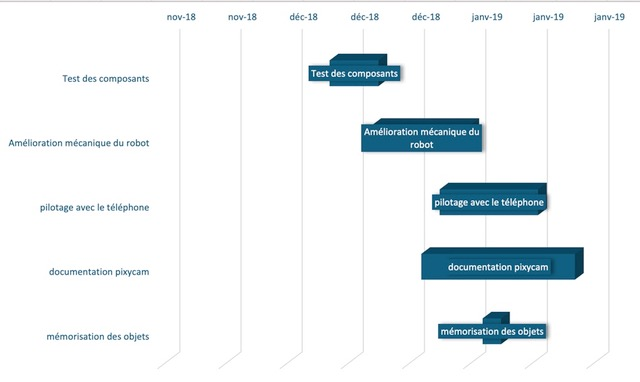 nov-18 nov-18 déc-18 déc-18 déc-18 janv-19 janv-19 janv-19
Test des composants
Test des composants
Amélioration mécanique du robot
Amélioration mécanique du
robot
pilotage avec le téléphone
pilotage avec le téléphone
documentation pixycam
documentation pixycam
mémorisation des objets
mémorisation des objets